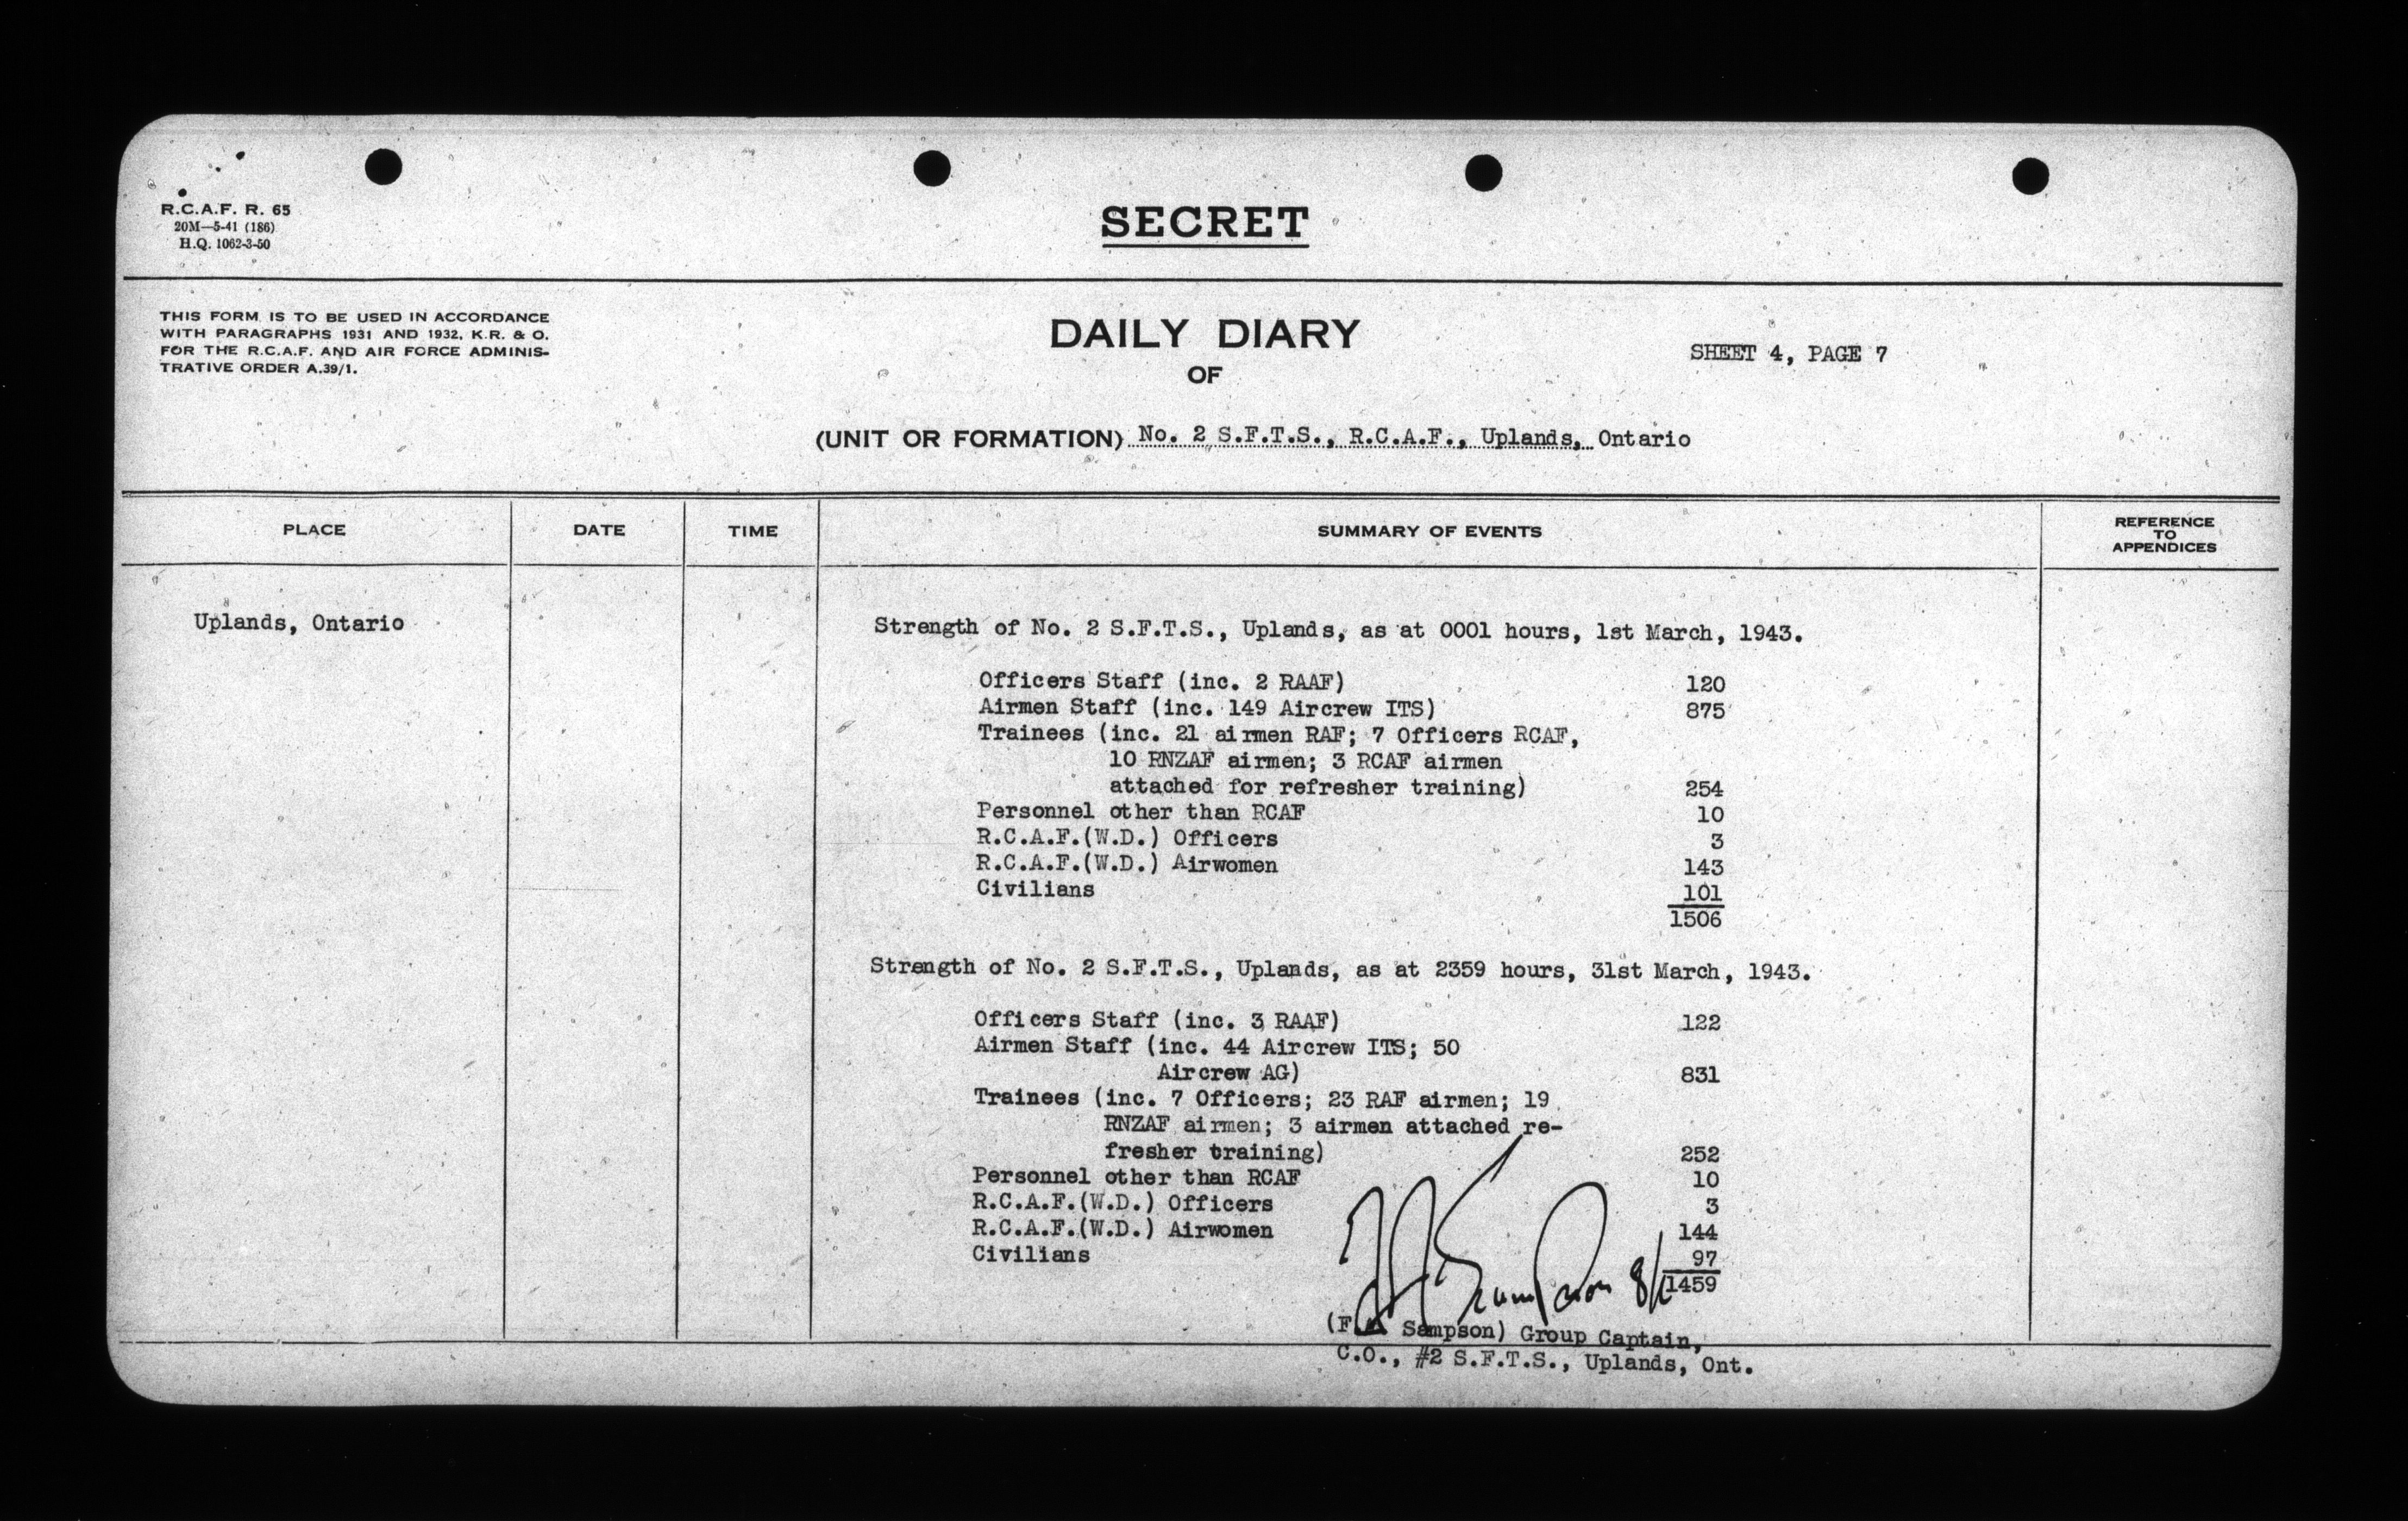 R.C.A.F. R. 65
20M—5-41 (186)
H.Q. 1062-3-50
SECRET
THIS FORM IS TO BE USED IN ACCORDANCE
WITH PARAGRAPHS 1931 AND 1932, K.R. & O.
FOR THE R.C.A.F. AND AIR FORCE ADMINIS-
TRATIVE ORDER A.39/1.
DAILY DIARY
OF
SHEET 4, PAGE 7
(UNIT OR FORMATION) No. 2 S.F.T.S., R.C.A.F., Uplands, Ontario
PLACE DATE TIME SUMMARY OF EVENTS REFERENCE TO APPENDICES
Uplands, Ontario
Strength of No. 2 S.F.T.S., Uplands, as at 0001 hours, 1st March, 1943.
Officers Staff (inc. 2 RAAF) 120
Airmen Staff (inc. 149 Aircrew ITS) 875
Trainees (inc. 21 airmen RAF; 7 Officers RCAF,
10 RNZAF airmen; 3 RCAF airmen
attached for refresher training) 254
Personnel other than RCAF 10
R.C.A.F.(W.D.) Officers 3
R.C.A.F.(W.D.) Airwomen 143
Civilians 101
1506
Strength of No. 2 S.F.T.S., Uplands, as at 2359 hours, 31st March, 1943.
Officers Staff (inc. 3 RAAF) 122
Airmen Staff (inc. 44 Aircrew ITS; 50
Aircrew AG) 831
Trainees (inc. 7 Officers; 23 RAF airmen; 19
RNZAF airmen; 3 airmen attached re-
fresher training) 252
Personnel other than RCAF 10
R.C.A.F.(W.D.) Officers 3
R.C.A.F.(W.D.) Airwomen 144
Civilians 97
1459
(F. Sampson) Group Captain,
C.O., #2 S.F.T.S., Uplands, Ont.